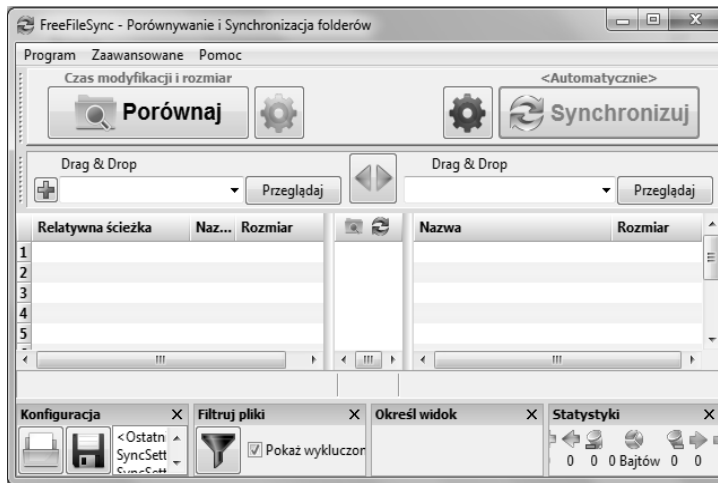 FreeFileSync - Porównywanie i Synchronizacja folderów
Program Zaawansowane Pomoc
Czas modyfikacji i rozmiar <Automatycznie>
Porównaj Synchronizuj
Drag & Drop Drag & Drop
Przeglądaj Przeglądaj
Relatywna ścieżka Naz... Rozmiar Nazwa Rozmiar
1
2
3
4
5
Konfiguracja X Filtruj pliki X Określ widok X Statystyki X
<Ostatn
SyncSett
SyncSett
Pokaż wykluczon
0 0 0 Bajtów 0 0